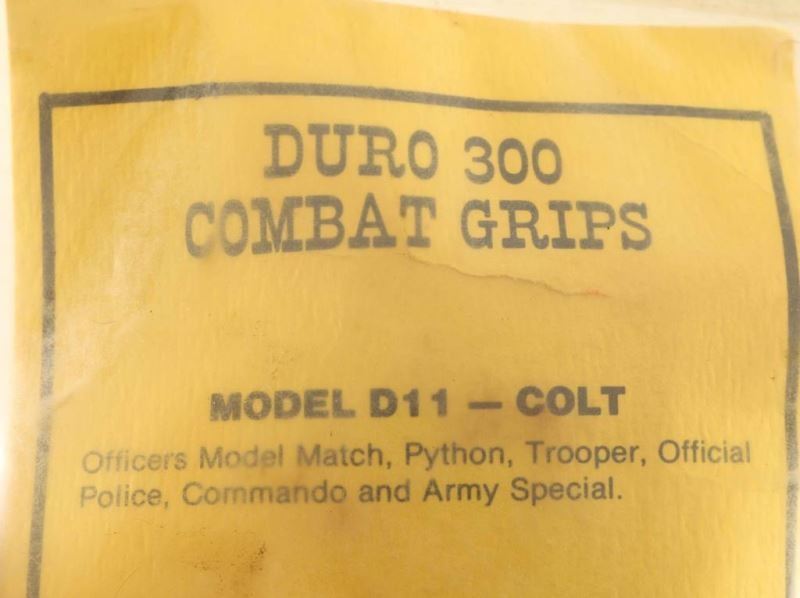 DURO 300
COMBAT GRIPS
MODEL D11 — COLT
Officers Model Match, Python, Trooper, Official
Police, Commando and Army Special.